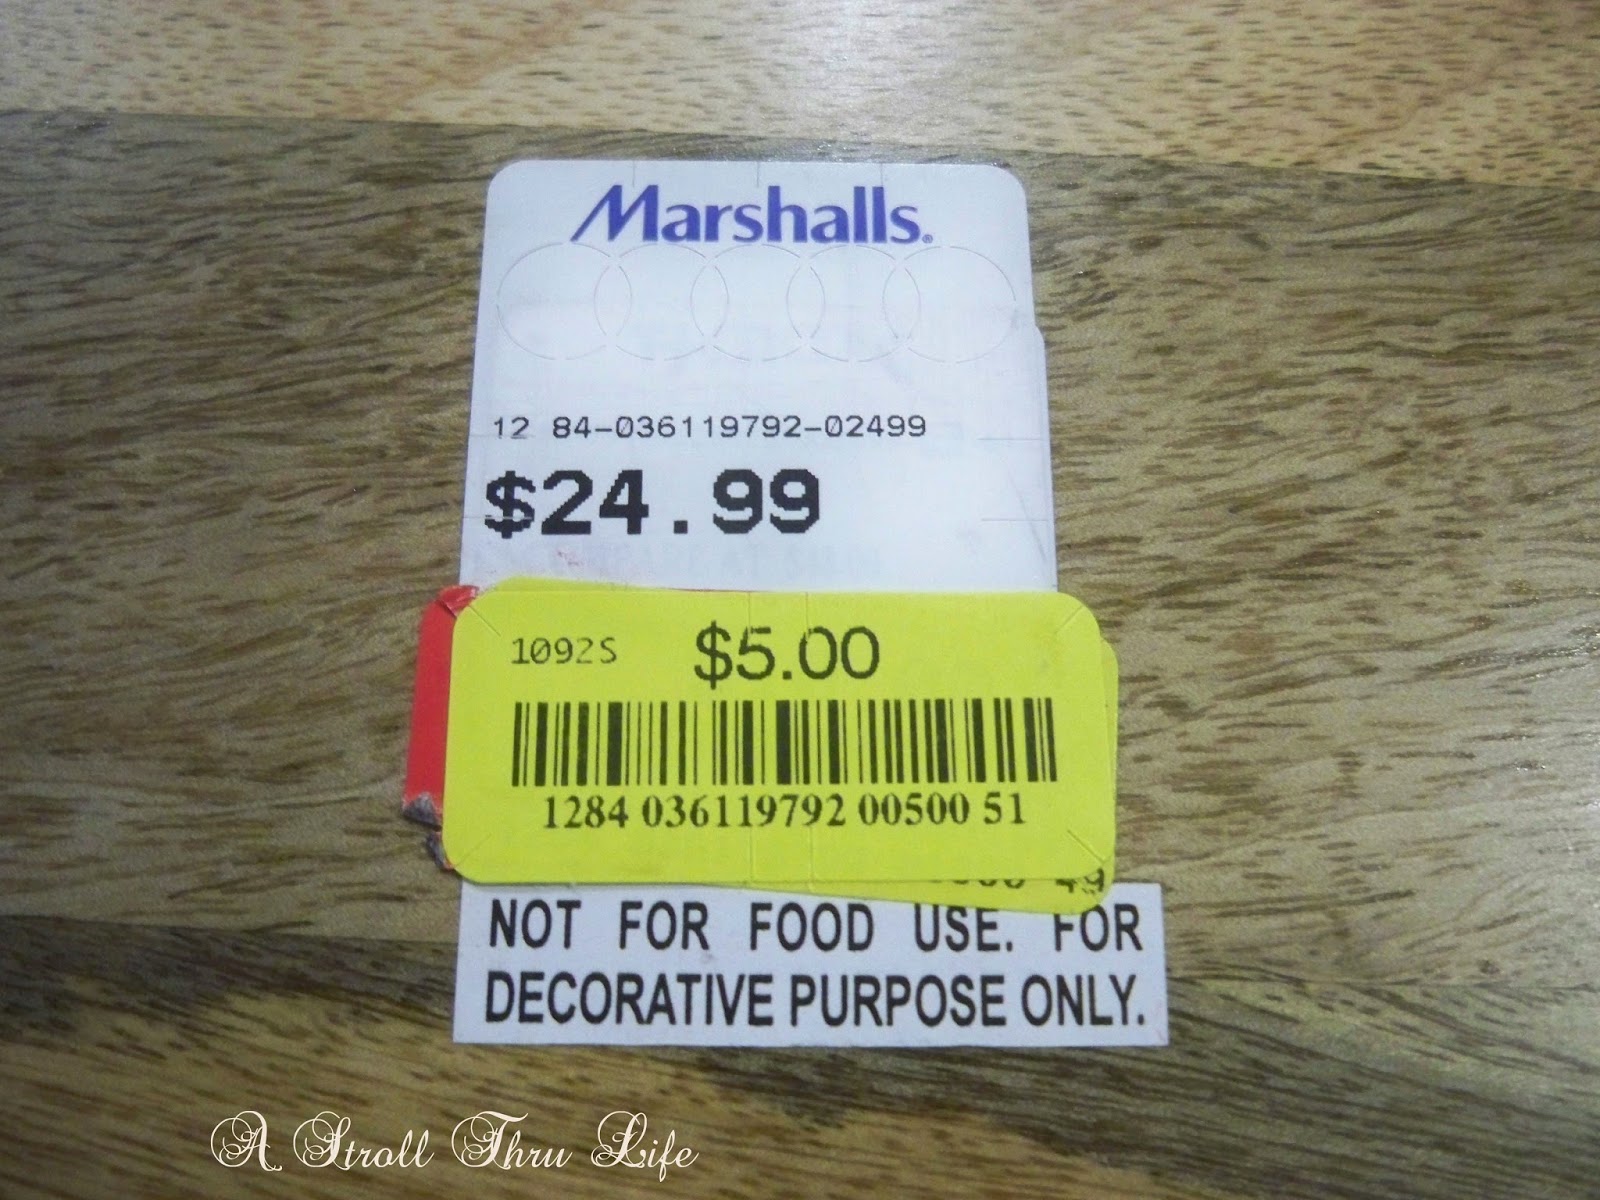 Marshalls®
12 84-036119792-02499
$24.99
1092S $5.00
1284 036119792 00500 51
49
NOT FOR FOOD USE. FOR
DECORATIVE PURPOSE ONLY.
A Stroll Thru Life